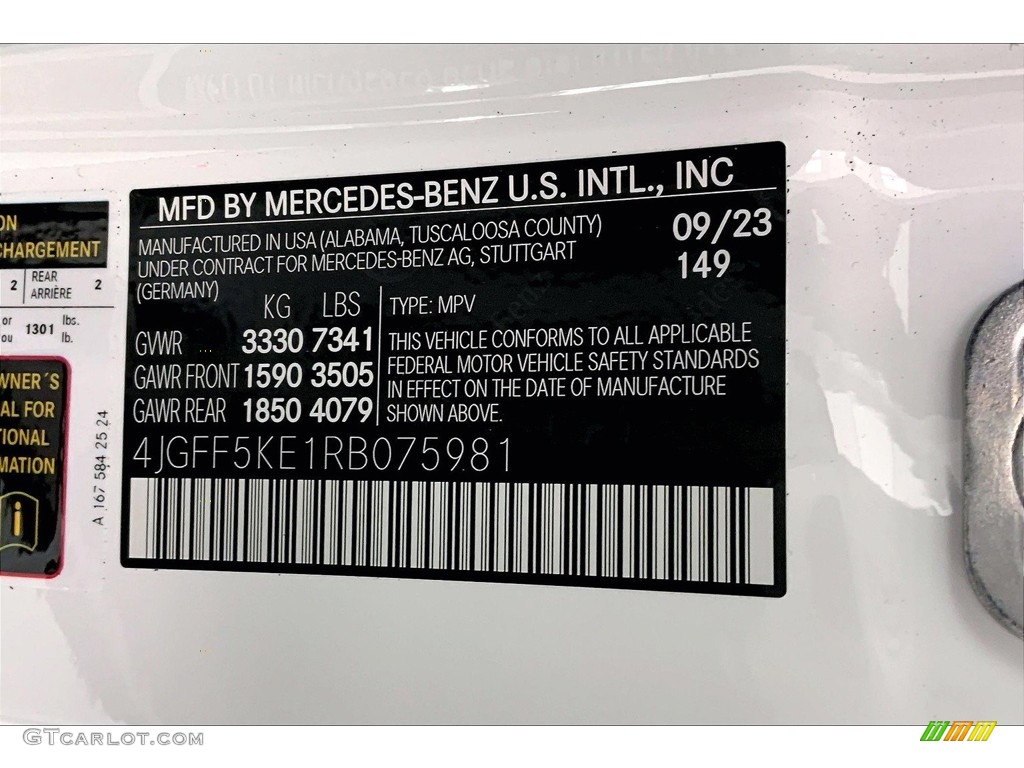 MFD BY MERCEDES-BENZ U.S. INTL., INC
MANUFACTURED IN USA (ALABAMA, TUSCALOOSA COUNTY)
UNDER CONTRACT FOR MERCEDES-BENZ AG, STUTTGART
(GERMANY)
09/23
149
KG LBS
GVWR 3330 7341
GAWR FRONT 1590 3505
GAWR REAR 1850 4079
TYPE: MPV
THIS VEHICLE CONFORMS TO ALL APPLICABLE
FEDERAL MOTOR VEHICLE SAFETY STANDARDS
IN EFFECT ON THE DATE OF MANUFACTURE
SHOWN ABOVE.
4JGFF5KE1RB075981
ON
CHARGEMENT
2 REAR
ARRIÈRE 2
or
ou 1301 lbs.
lb.
WNER´S
AL FOR
TIONAL
MATION
i
A 167 584 25 24
GTCARLOT.COM